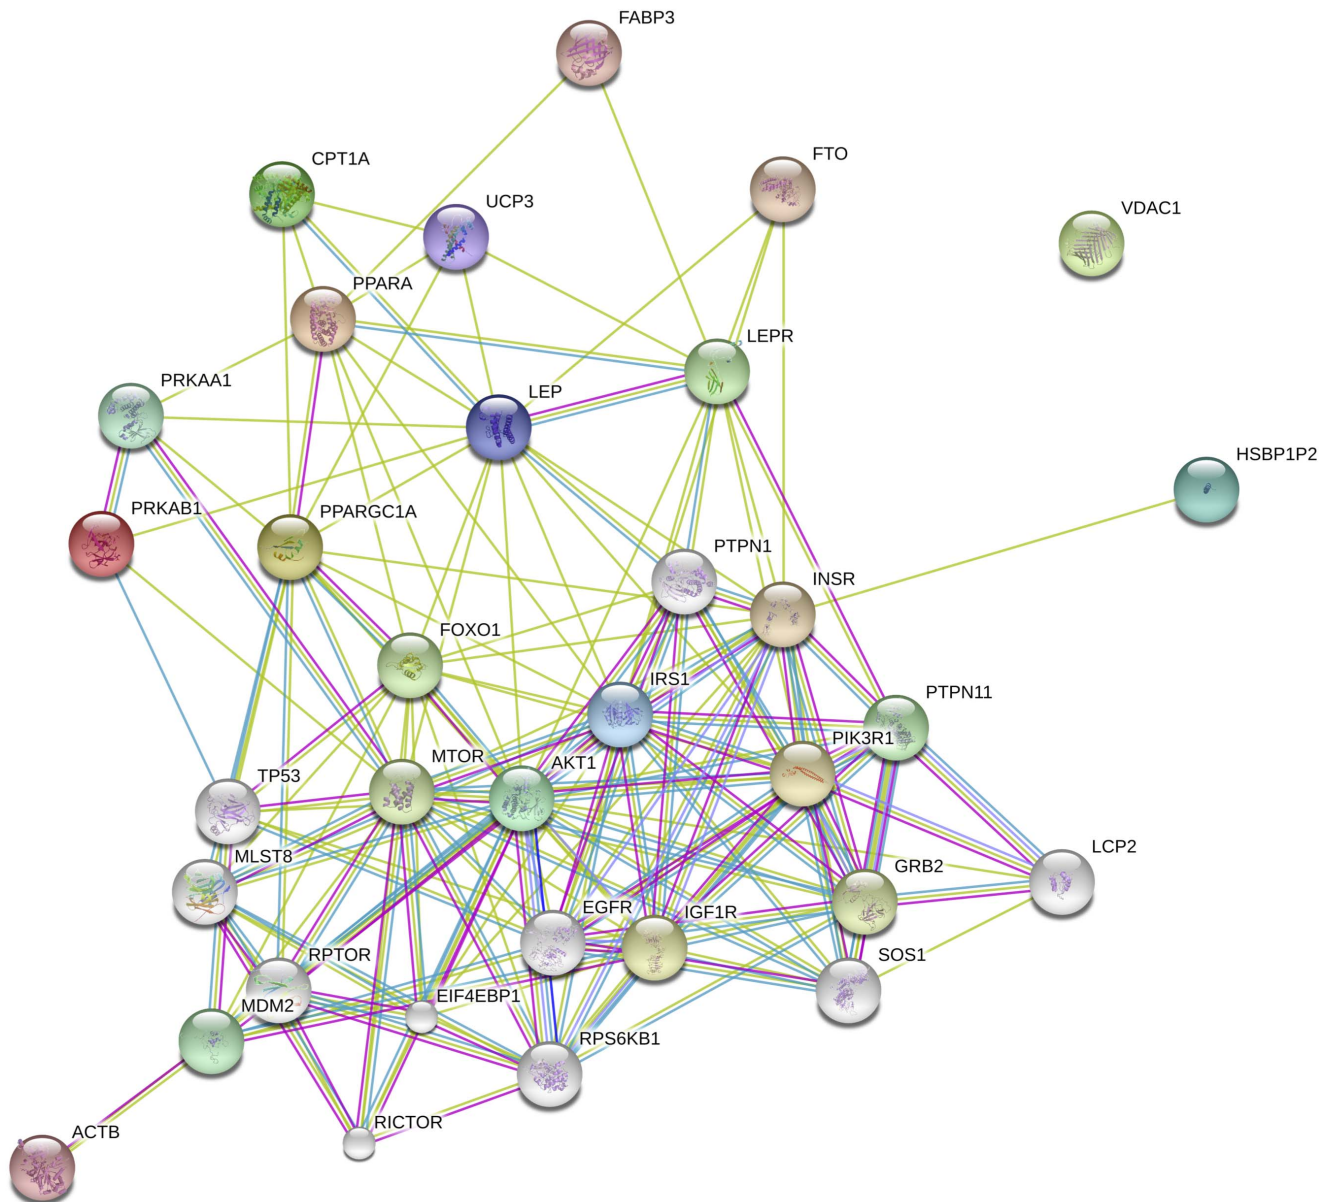 FABP3
CPT1A
FTO
UCP3
VDAC1
PPARA
LEPR
PRKAA1
LEP
HSBP1P2
PRKAB1
PPARGC1A
PTPN1
INSR
FOXO1
IRS1
PTPN11
PIK3R1
MTOR
AKT1
TP53
MLST8
LCP2
GRB2
EGFR
IGF1R
RPTOR
SOS1
EIF4EBP1
MDM2
RPS6KB1
RICTOR
ACTB